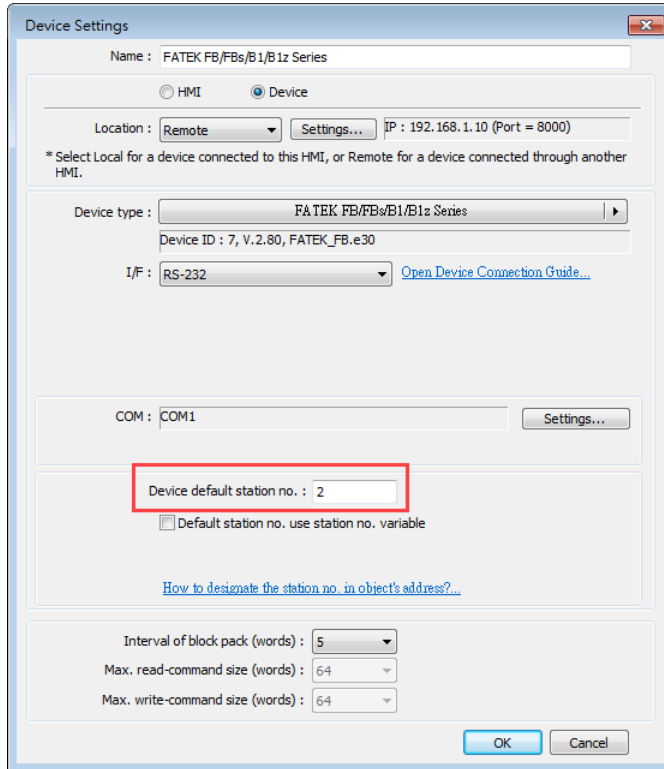 Device Settings
Name : FATEK FB/FBs/B1/B1z Series
HMI Device
Location : Remote Settings... IP : 192.168.1.10 (Port = 8000)
* Select Local for a device connected to this HMI, or Remote for a device connected through another
HMI.
Device type : FATEK FB/FBs/B1/B1z Series
Device ID : 7, V.2.80, FATEK_FB.e30
I/F : RS-232 Open Device Connection Guide...
COM : COM1 Settings...
Device default station no. : 2
Default station no. use station no. variable
How to designate the station no. in object's address?...
Interval of block pack (words) : 5
Max. read-command size (words) : 64
Max. write-command size (words) : 64
OK Cancel